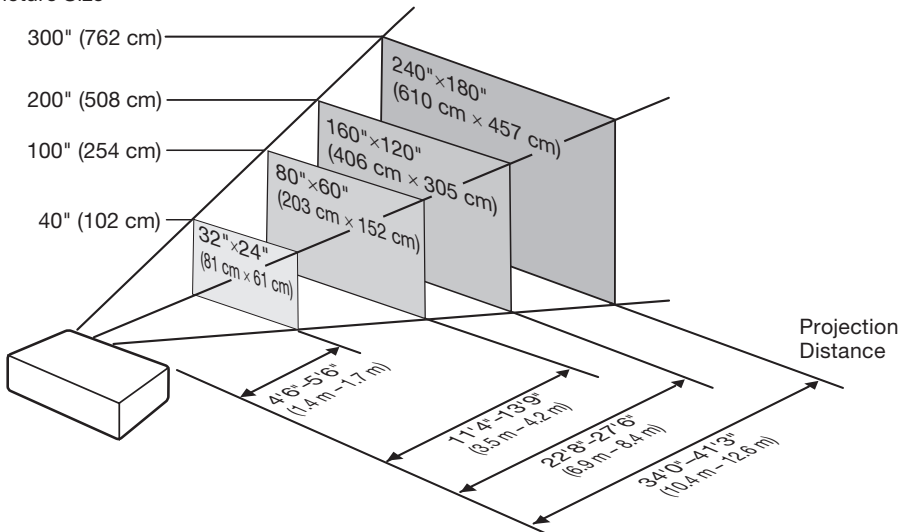 300" (762 cm)
200" (508 cm)
100" (254 cm)
40" (102 cm)
240"×180"
(610 cm × 457 cm)
160"×120"
(406 cm × 305 cm)
80"×60"
(203 cm × 152 cm)
32"×24"
(81 cm × 61 cm)
Projection
Distance
4'6"–5'6"
(1.4 m – 1.7 m)
11'4"–13'9"
(3.5 m – 4.2 m)
22'8"–27'6"
(6.9 m – 8.4 m)
34'0"–41'3"
(10.4 m – 12.6 m)